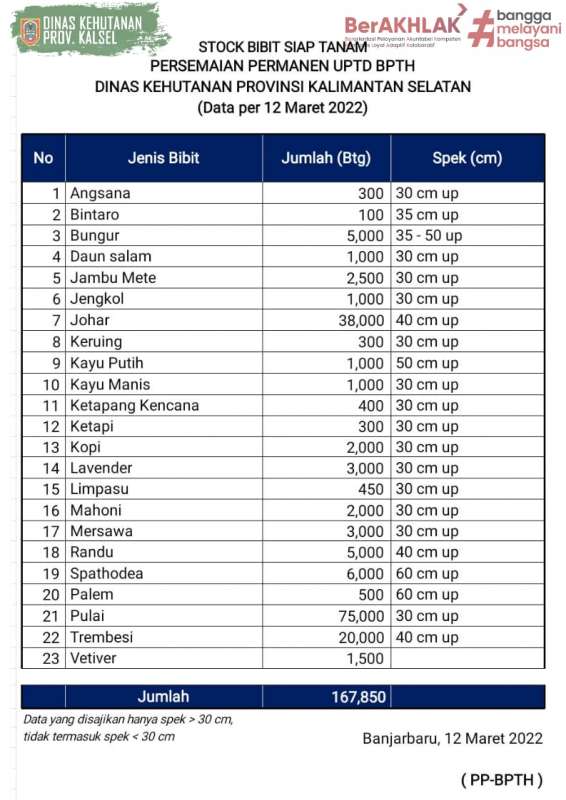 DINAS KEHUTANAN
PROV. KALSEL
BerAKHLAK
Berorientasi Pelayanan Akuntabel Kompeten
Loyal Adaptif Kolaboratif
#bangga
melayani
bangsa
STOCK BIBIT SIAP TANAM
PERSEMAIAN PERMANEN UPTD BPTH
DINAS KEHUTANAN PROVINSI KALIMANTAN SELATAN
(Data per 12 Maret 2022)
No Jenis Bibit Jumlah (Btg) Spek (cm)
1 Angsana 300 30 cm up
2 Bintaro 100 35 cm up
3 Bungur 5,000 35 - 50 up
4 Daun salam 1,000 30 cm up
5 Jambu Mete 2,500 30 cm up
6 Jengkol 1,000 30 cm up
7 Johar 38,000 40 cm up
8 Keruing 300 30 cm up
9 Kayu Putih 1,000 50 cm up
10 Kayu Manis 1,000 30 cm up
11 Ketapang Kencana 400 30 cm up
12 Ketapi 300 30 cm up
13 Kopi 2,000 30 cm up
14 Lavender 3,000 30 cm up
15 Limpasu 450 30 cm up
16 Mahoni 2,000 30 cm up
17 Mersawa 3,000 30 cm up
18 Randu 5,000 40 cm up
19 Spathodea 6,000 60 cm up
20 Palem 500 60 cm up
21 Pulai 75,000 30 cm up
22 Trembesi 20,000 40 cm up
23 Vetiver 1,500
Jumlah 167,850
Data yang disajikan hanya spek > 30 cm,
tidak termasuk spek < 30 cm
Banjarbaru, 12 Maret 2022
( PP-BPTH )